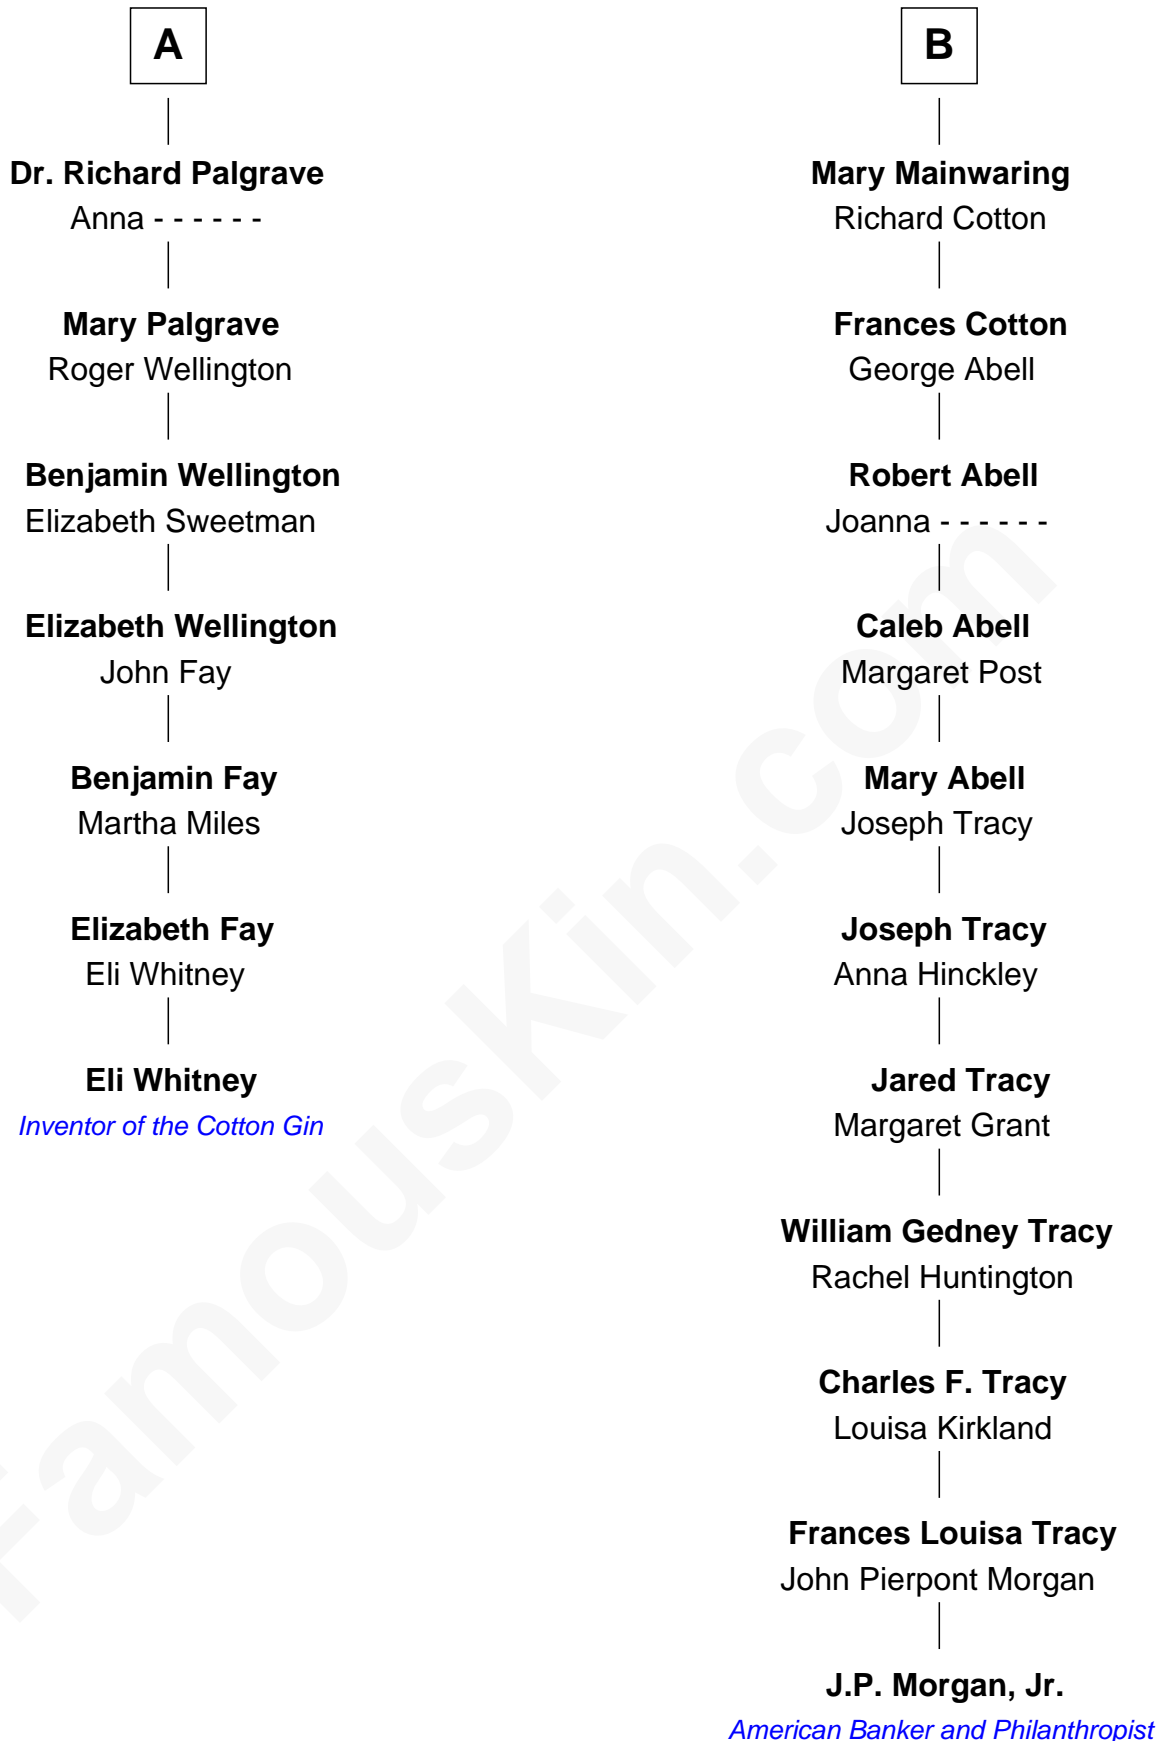 A
Dr. Richard Palgrave
Anna - - - - - -
Mary Palgrave
Roger Wellington
Benjamin Wellington
Elizabeth Sweetman
Elizabeth Wellington
John Fay
Benjamin Fay
Martha Miles
Elizabeth Fay
Eli Whitney
Eli Whitney
Inventor of the Cotton Gin
B
Mary Mainwaring
Richard Cotton
Frances Cotton
George Abell
Robert Abell
Joanna - - - - - -
Caleb Abell
Margaret Post
Mary Abell
Joseph Tracy
Joseph Tracy
Anna Hinckley
Jared Tracy
Margaret Grant
William Gedney Tracy
Rachel Huntington
Charles F. Tracy
Louisa Kirkland
Frances Louisa Tracy
John Pierpont Morgan
J.P. Morgan, Jr.
American Banker and Philanthropist
FamousKin.com